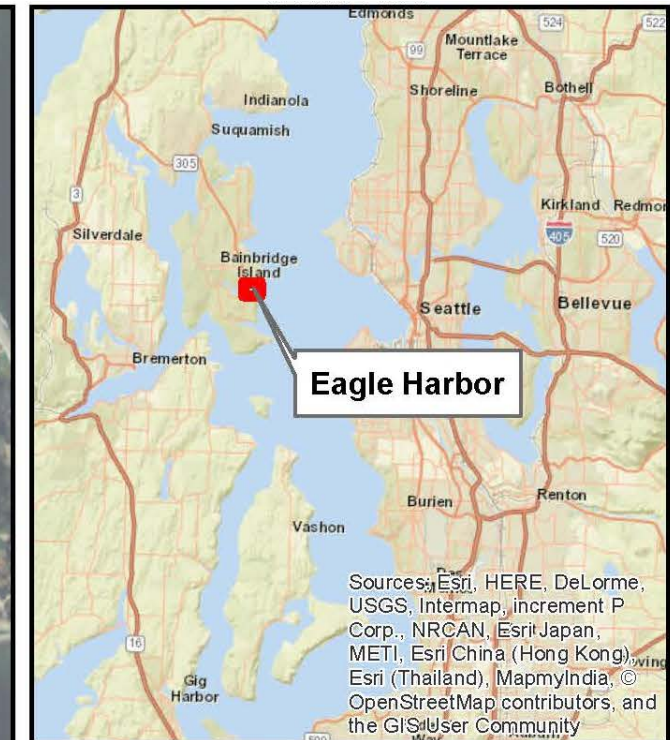 Edmonds
524
522
99
Mountlake
Terrace
Shoreline
Bothell
Indianola
Suquamish
305
3
Kirkland
Redmor
405
520
Silverdale
Bainbridge
Island
Seattle
Bellevue
Bremerton
Eagle Harbor
Burien
Renton
Vashon
Sources: Esri, HERE, DeLorme,
USGS, Intermap, increment P
Corp., NRCAN, Esri Japan,
METI, Esri China (Hong Kong),
Esri (Thailand), MapmyIndia, ©
OpenStreetMap contributors, and
the GIS User Community
16
Gig
Harbor